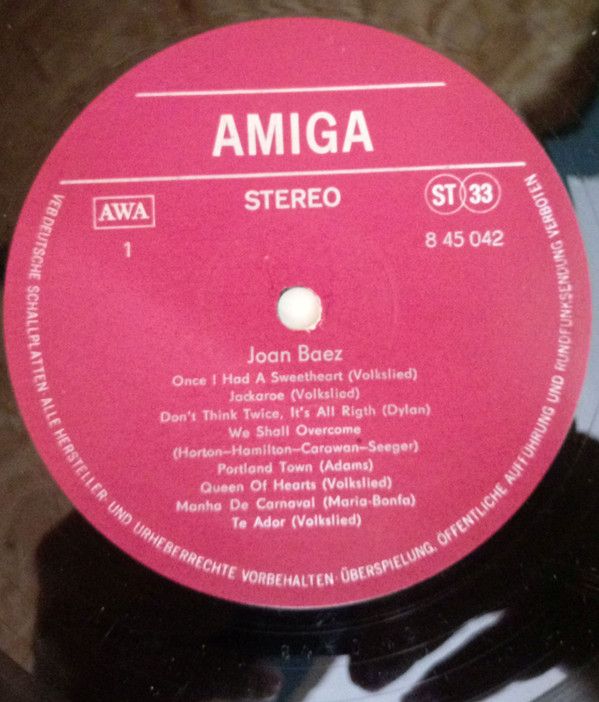 AMIGA
AWA
STEREO
ST 33
1
8 45 042
Joan Baez
Once I Had A Sweetheart (Volkslied)
Jackaroe (Volkslied)
Don't Think Twice, It's All Rigth (Dylan)
We Shall Overcome
(Horton–Hamilton–Carawan–Seeger)
Portland Town (Adams)
Queen Of Hearts (Volkslied)
Manha De Carnaval (Maria-Bonfa)
Te Ador (Volkslied)
VEB DEUTSCHE SCHALLPLATTEN · ALLE HERSTELLER- UND URHEBERRECHTE VORBEHALTEN · ÜBERSPIELUNG, ÖFFENTLICHE AUFFÜHRUNG UND RUNDFUNKSENDUNG VERBOTEN